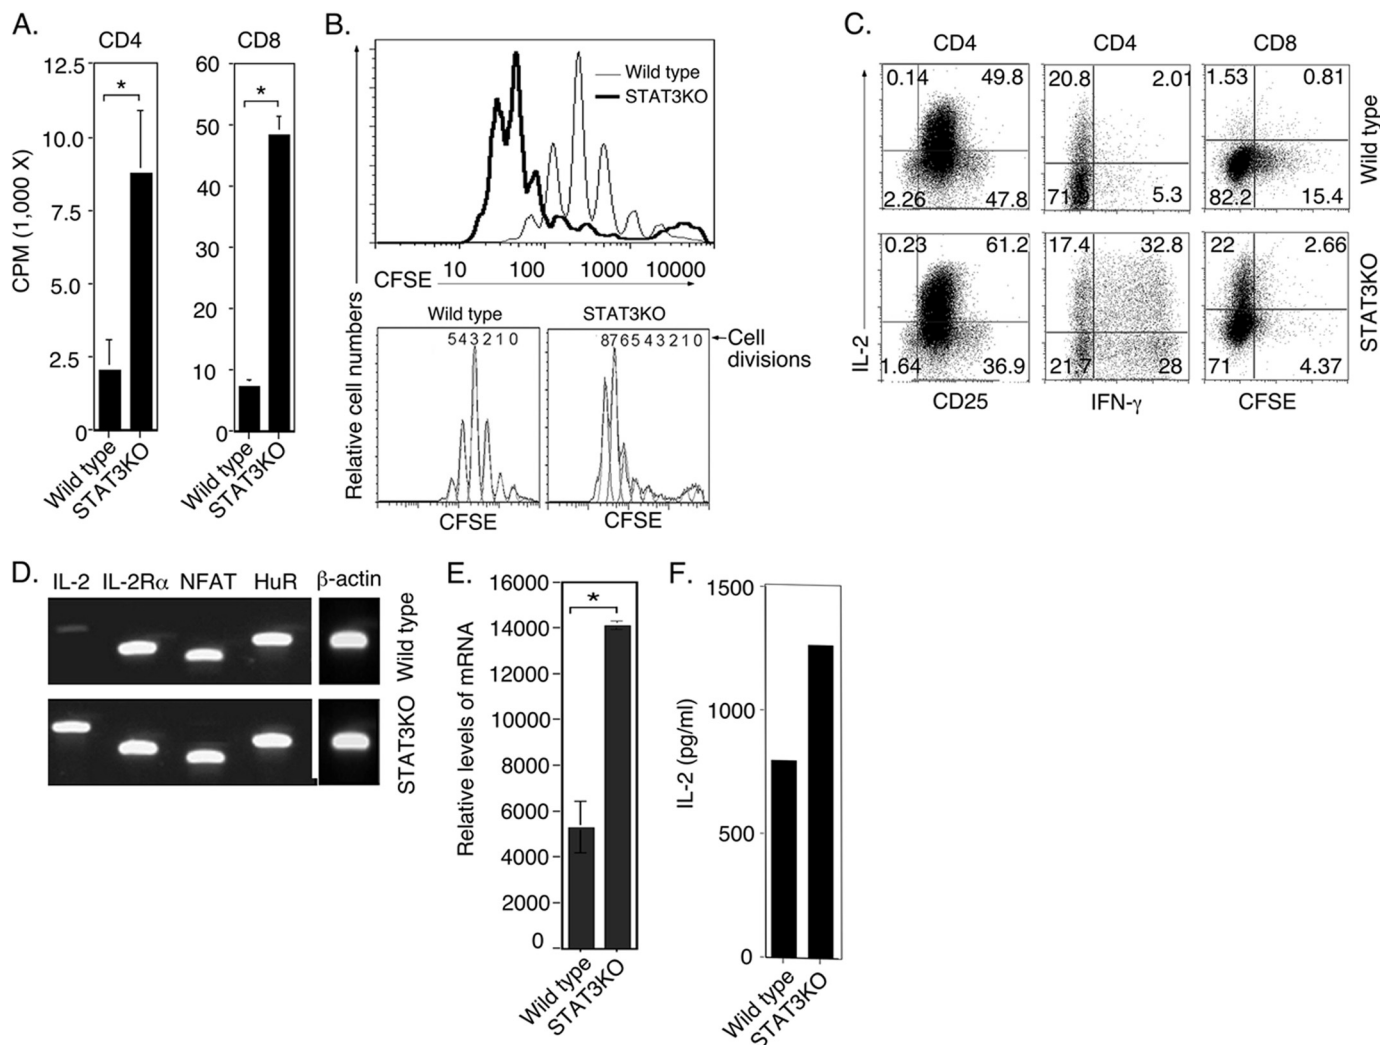 A.
CD4
CD8
CPM (1,000 X)
12.5
10.0
7.5
5.0
2.5
0
*
Wild type
STAT3KO
60
50
40
30
20
10
0
*
Wild type
STAT3KO
B.
Wild type
STAT3KO
CFSE
10 100 1000 10000
Relative cell numbers
Wild type
STAT3KO
5 4 3 2 1 0
8 7 6 5 4 3 2 1 0
Cell
divisions
CFSE
CFSE
C.
CD4
CD4
CD8
0.14 49.8
2.26 47.8
20.8 2.01
5.3
1.53 0.81
82.2 15.4
Wild type
0.23 61.2
1.64 36.9
17.4 32.8
21.7 28
22 2.66
71 4.37
STAT3KO
IL-2
CD25
IFN-γ
CFSE
D.
IL-2 IL-2Rα NFAT HuR β-actin
Wild type
STAT3KO
E.
Relative levels of mRNA
16000
14000
12000
10000
8000
6000
4000
2000
0
*
Wild type
STAT3KO
F.
IL-2 (pg/ml)
1500
1000
500
0
Wild type
STAT3KO